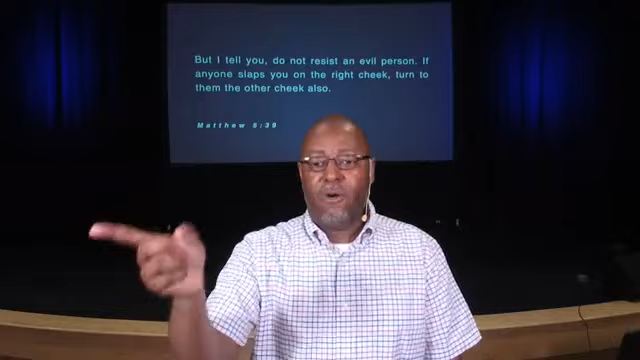 But I tell you, do not resist an evil person. If
anyone slaps you on the right cheek, turn to
them the other cheek also.
Matthew 5:39